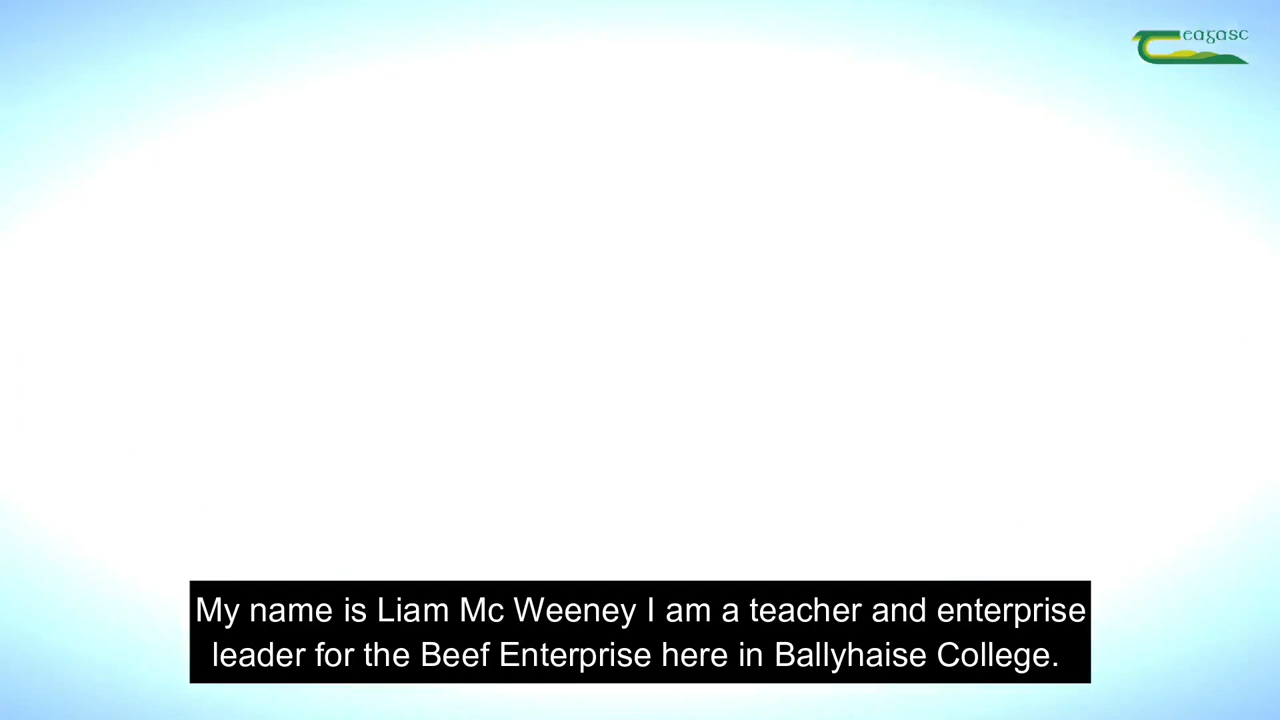 Teagasc
My name is Liam Mc Weeney I am a teacher and enterprise
leader for the Beef Enterprise here in Ballyhaise College.